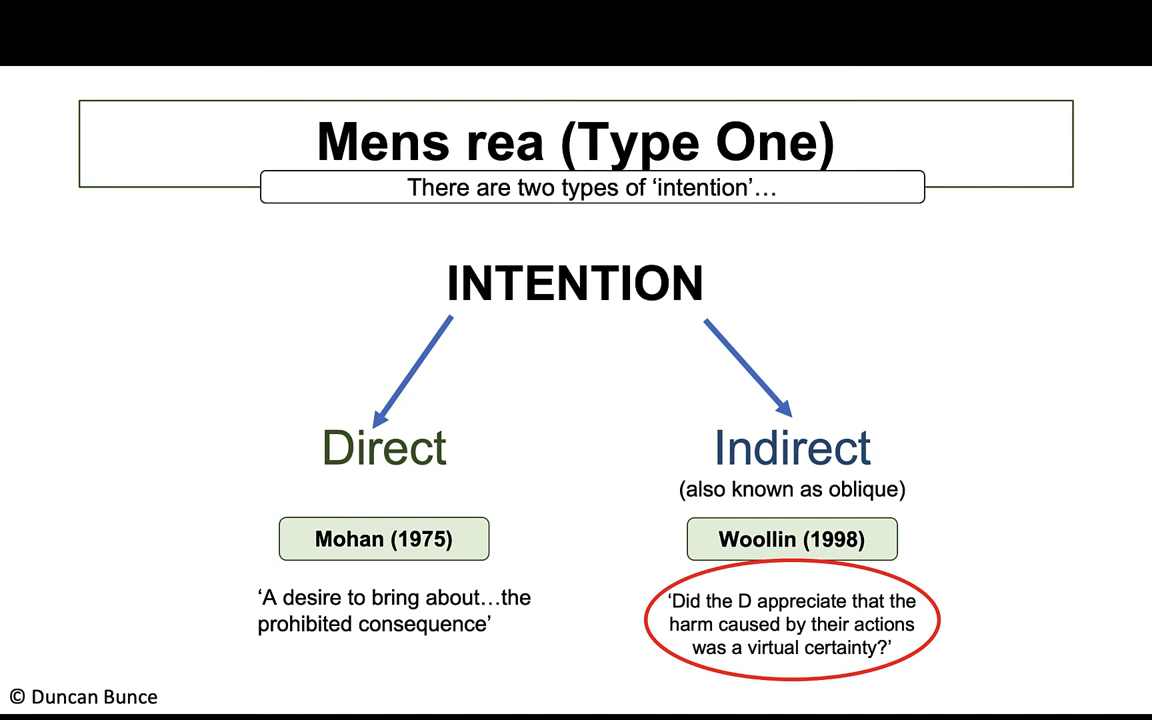 Mens rea (Type One)
There are two types of ‘intention’…
INTENTION
Direct
Indirect
(also known as oblique)
Mohan (1975)
Woollin (1998)
‘A desire to bring about…the
prohibited consequence’
‘Did the D appreciate that the
harm caused by their actions
was a virtual certainty?’
© Duncan Bunce